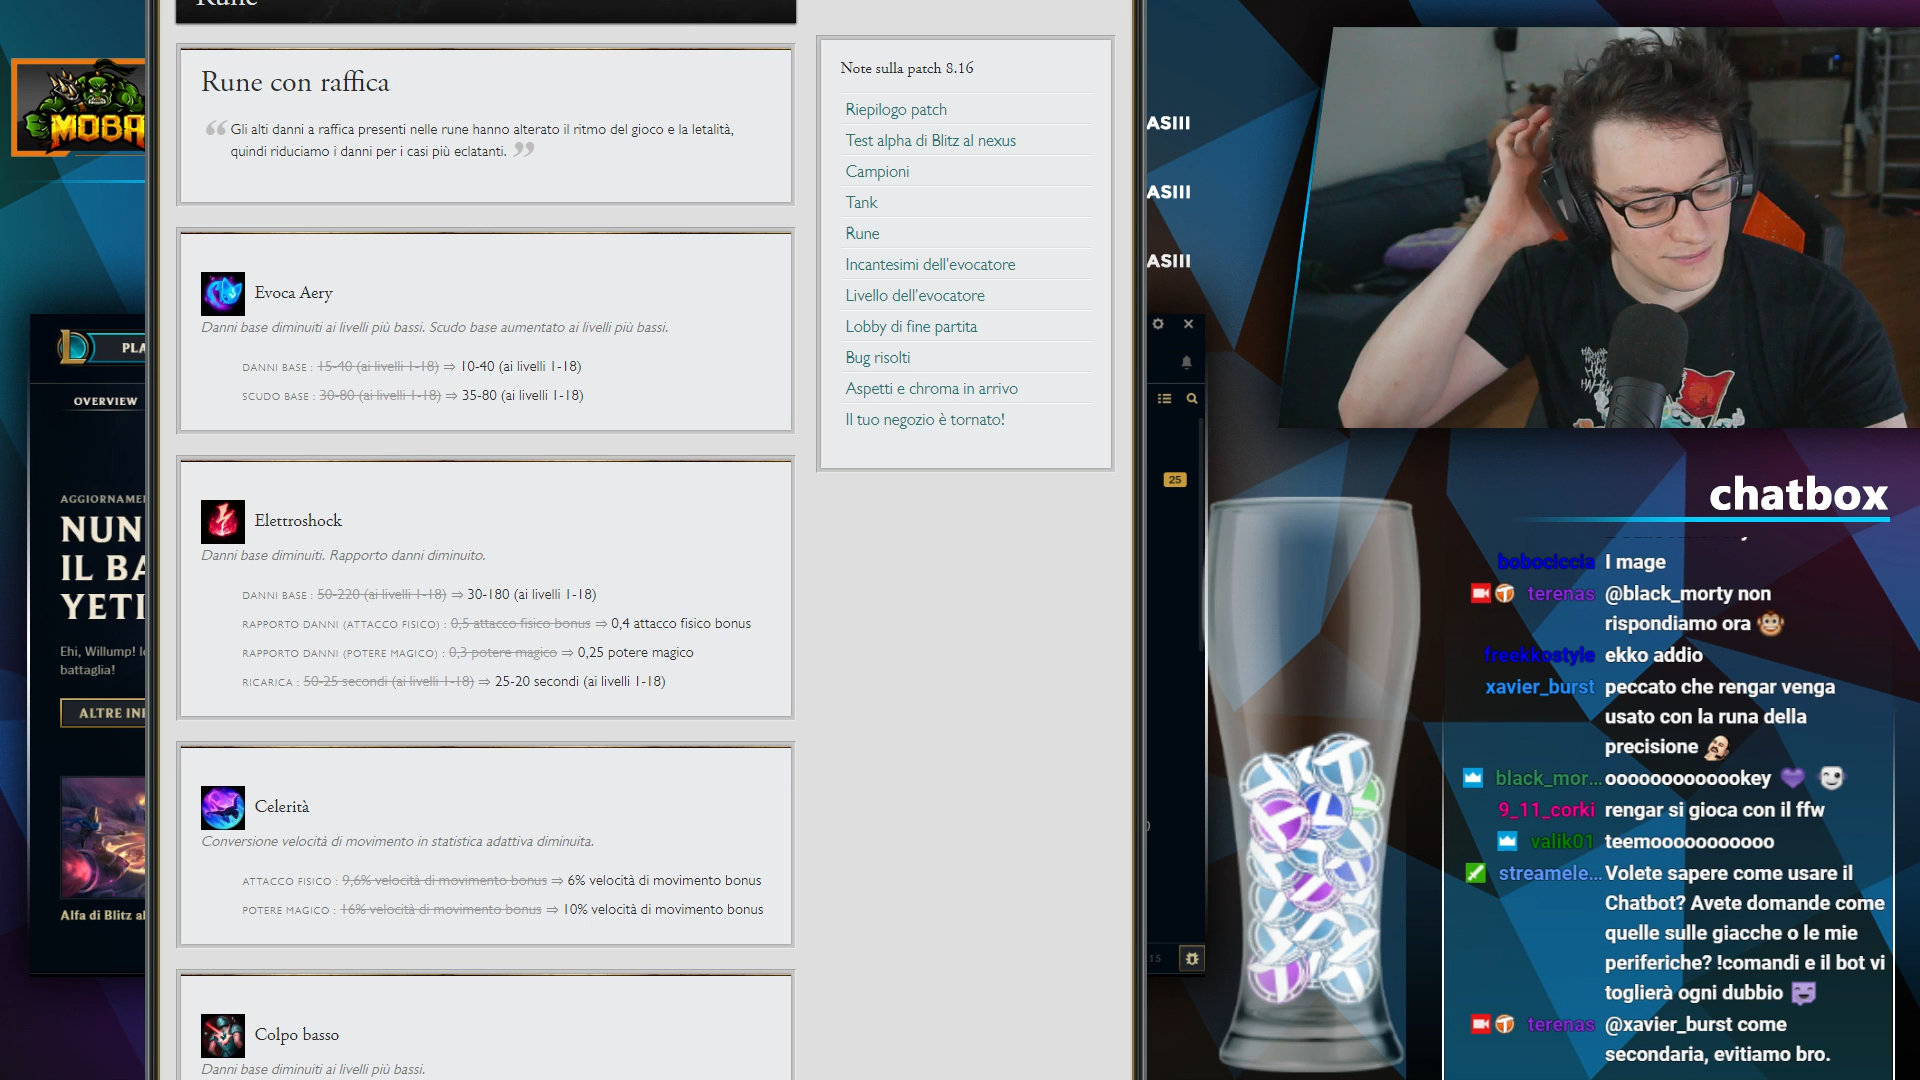 Rune
Rune con raffica
“ Gli alti danni a raffica presenti nelle rune hanno alterato il ritmo del gioco e la letalità,
quindi riduciamo i danni per i casi più eclatanti. ”
Evoca Aery
Danni base diminuiti ai livelli più bassi. Scudo base aumentato ai livelli più bassi.
DANNI BASE : 15-40 (ai livelli 1-18) ⇒ 10-40 (ai livelli 1-18)
SCUDO BASE : 30-80 (ai livelli 1-18) ⇒ 35-80 (ai livelli 1-18)
Elettroshock
Danni base diminuiti. Rapporto danni diminuito.
DANNI BASE : 50-220 (ai livelli 1-18) ⇒ 30-180 (ai livelli 1-18)
RAPPORTO DANNI (ATTACCO FISICO) : 0,5 attacco fisico bonus ⇒ 0,4 attacco fisico bonus
RAPPORTO DANNI (POTERE MAGICO) : 0,3 potere magico ⇒ 0,25 potere magico
RICARICA : 50-25 secondi (ai livelli 1-18) ⇒ 25-20 secondi (ai livelli 1-18)
Celerità
Conversione velocità di movimento in statistica adattiva diminuita.
ATTACCO FISICO : 9,6% velocità di movimento bonus ⇒ 6% velocità di movimento bonus
POTERE MAGICO : 16% velocità di movimento bonus ⇒ 10% velocità di movimento bonus
Colpo basso
Danni base diminuiti ai livelli più bassi.
Note sulla patch 8.16
Riepilogo patch
Test alpha di Blitz al nexus
Campioni
Tank
Rune
Incantesimi dell'evocatore
Livello dell'evocatore
Lobby di fine partita
Bug risolti
Aspetti e chroma in arrivo
Il tuo negozio è tornato!
MOBA
PLA
OVERVIEW
AGGIORNAME
NUN
IL BA
YETI
Ehi, Willump! I
battaglia!
ALTRE IN
Alfa di Blitz al
ASIII
ASIII
ASIII
25
15
chatbox
bobociccia I mage
terenas @black_morty non
rispondiamo ora
freekkostyle ekko addio
xavier_burst peccato che rengar venga
usato con la runa della
precisione
black_mor... ooooooooooookey
9_11_corki rengar si gioca con il ffw
valik01 teemooooooooooo
streamele... Volete sapere come usare il
Chatbot? Avete domande come
quelle sulle giacche o le mie
periferiche? !comandi e il bot vi
toglierà ogni dubbio
terenas @xavier_burst come
secondaria, evitiamo bro.